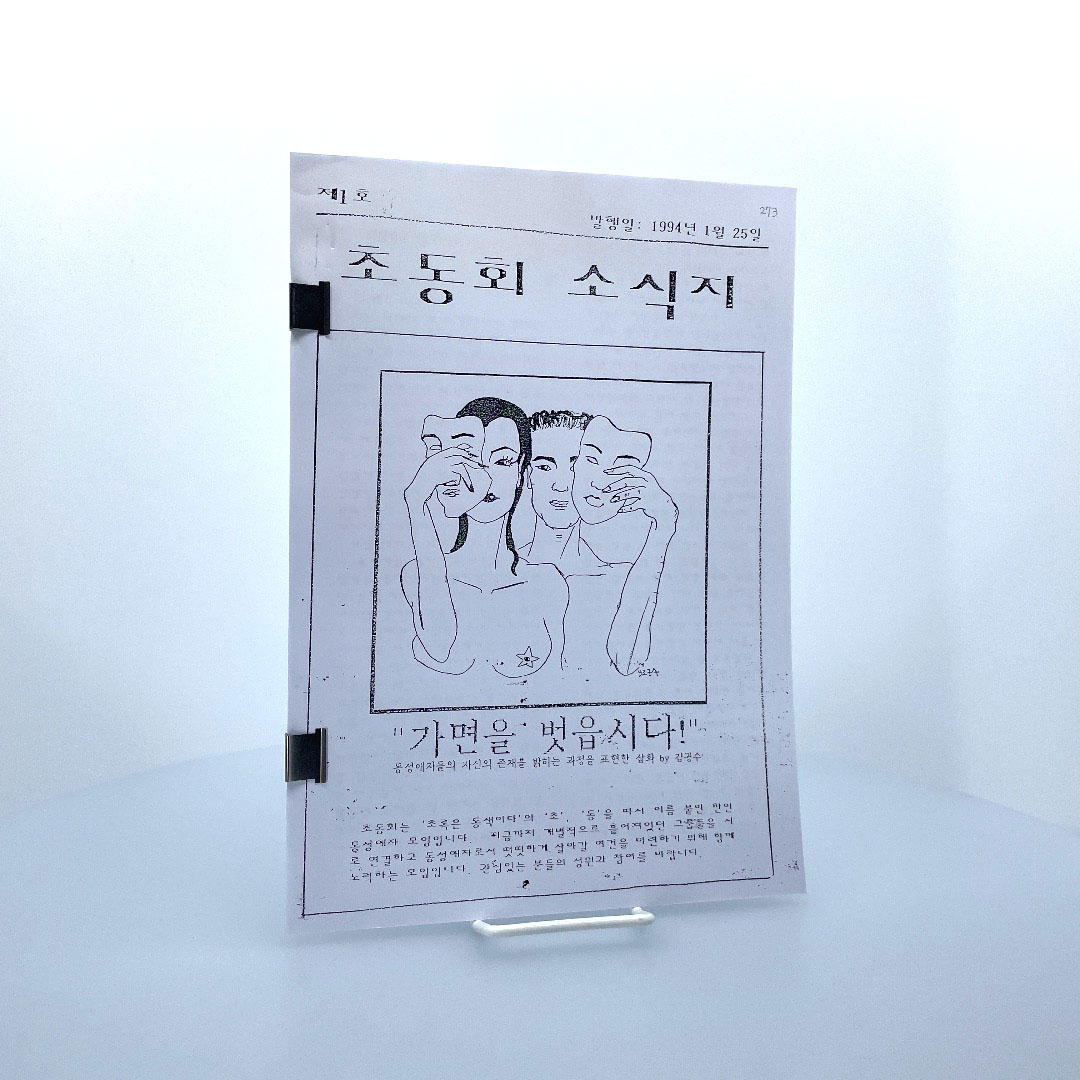 제1호
273
발행일: 1994년 1월 25일
초동회 소식지
"가면을 벗읍시다!"
동성애자들의 자신의 존재를 밝히는 과정을 표현한 삽화 by 김광수
초동회는 '초록은 동색이다'의 '초', '동'을 따서 이름 붙인 한인
동성애자 모임입니다. 지금까지 개별적으로 흩어져있던 그룹들을 서
로 연결하고 동성애자로서 떳떳하게 살아갈 여건을 마련하기 위해 함께
노력하는 모임입니다. 관심있는 분들의 성원과 참여를 바랍니다.